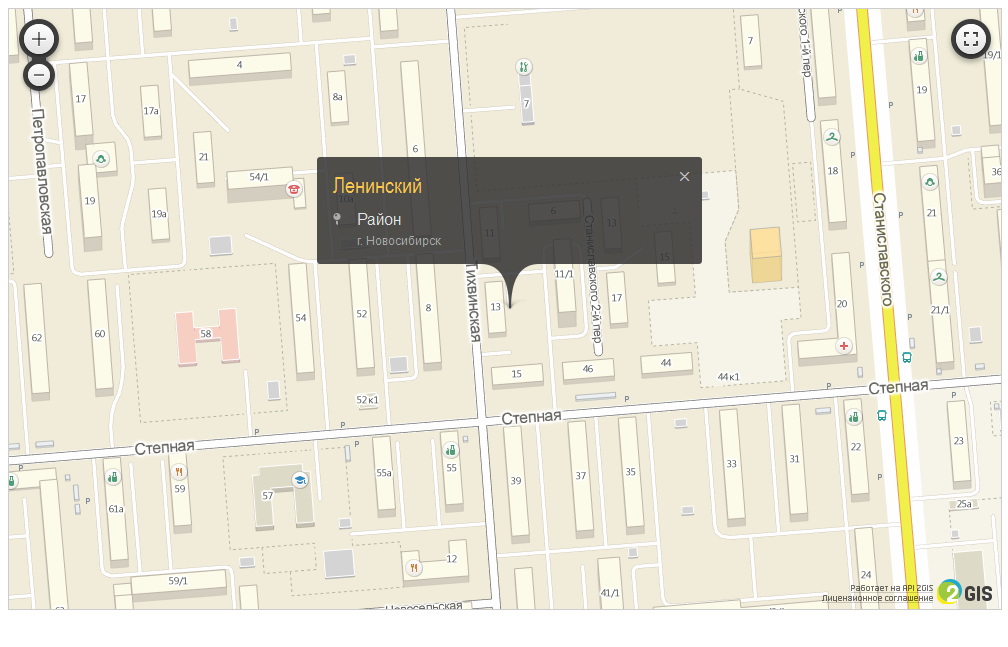 Станиславского 1-й пер
7
19/1
4
19
17
17а
8а
7
Петропавловская
6
18
21
36
54/1
10а
19
19а
Ленинский
Район
г. Новосибирск
21
Станиславского
11
6
13
15
Станиславского 2-й пер
11/1
Тихвинская
62
60
58
54
52
8
13
17
20
21/1
15
46
44
44к1
52к1
Степная
Степная
Степная
Р
Р
Р
Р
Р
Р
Р
Р
Р
Р
Р
59
57
55а
55
39
37
35
33
31
22
23
61а
25а
59/1
12
41/1
24
Новосельская
Работает на API 2GIS
Лицензионное соглашение
2GIS